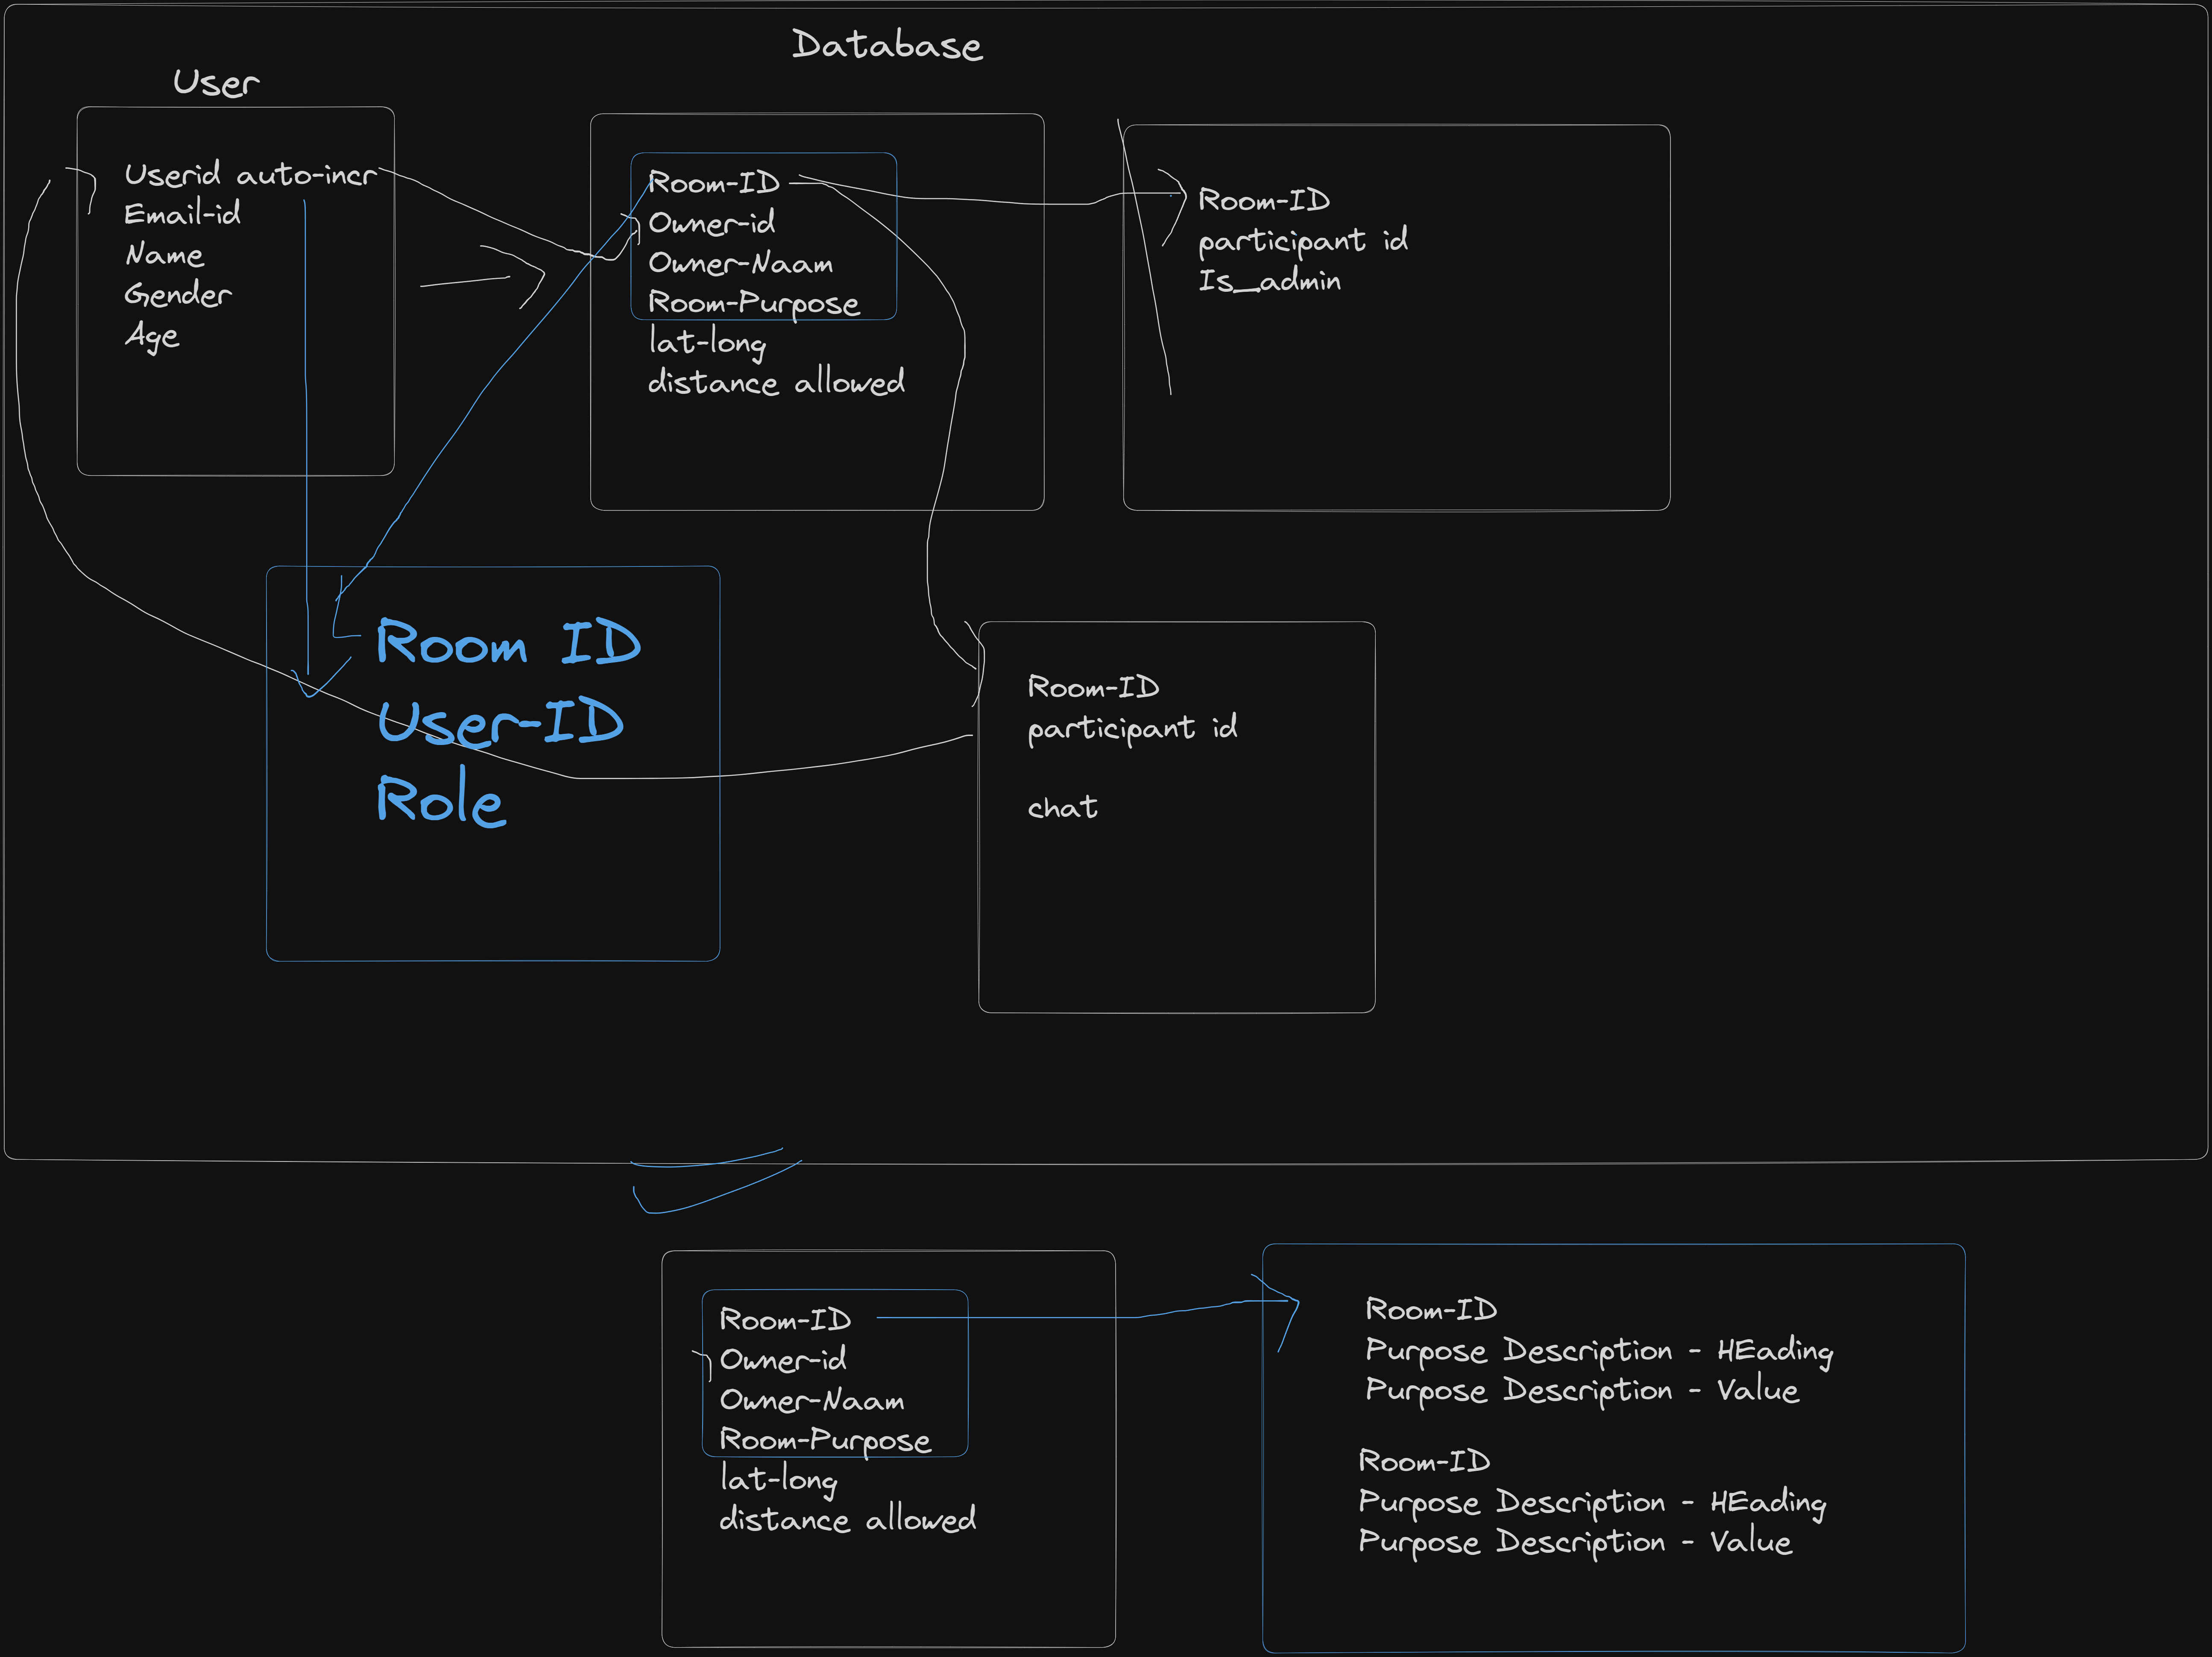 Database
User
Userid auto-incr
Email-id
Name
Gender
Age
Room-ID
Owner-id
Owner-Naam
Room-Purpose
lat-long
distance allowed
Room-ID
participant id
Is_admin
Room ID
User-ID
Role
Room-ID
participant id
chat
Room-ID
Owner-id
Owner-Naam
Room-Purpose
lat-long
distance allowed
Room-ID
Purpose Description - HEading
Purpose Description - Value
Room-ID
Purpose Description - HEading
Purpose Description - Value